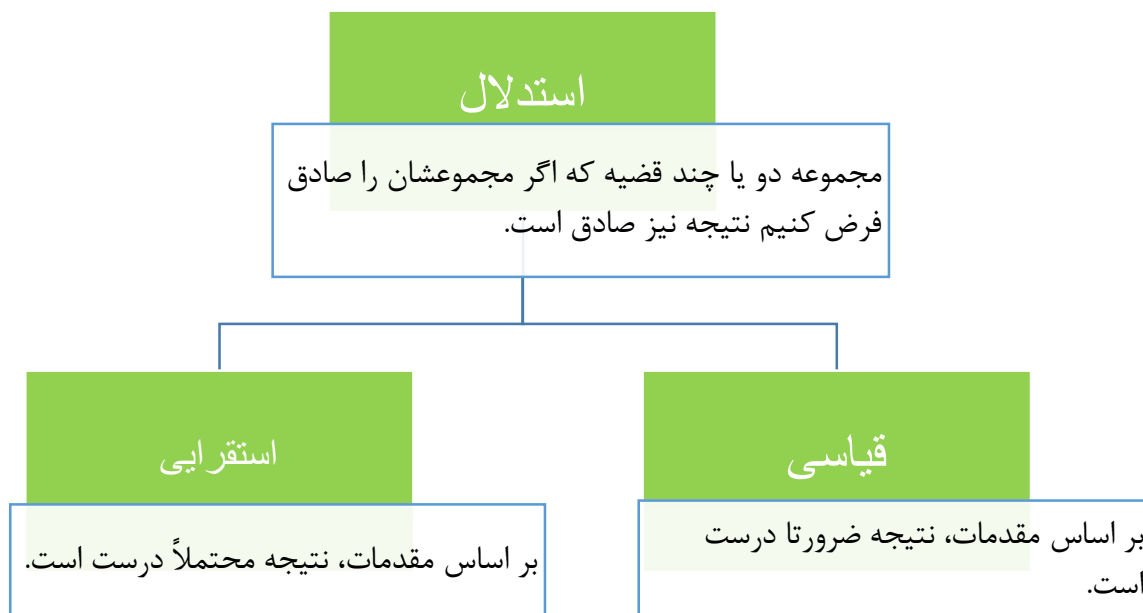 استدلال
مجموعه دو یا چند قضیه که اگر مجموعشان را صادق
فرض کنیم نتیجه نیز صادق است.
قیاسی
بر اساس مقدمات، نتیجه ضرورتا درست
است.
استقرایی
بر اساس مقدمات، نتیجه محتملاً درست است.